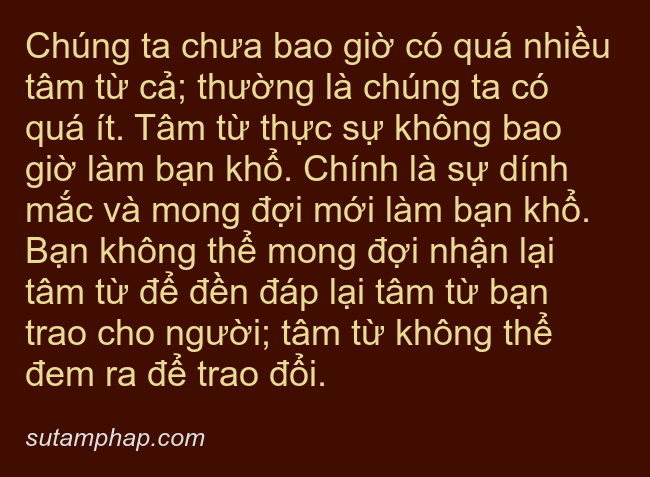 Chúng ta chưa bao giờ có quá nhiều
tâm từ cả; thường là chúng ta có
quá ít. Tâm từ thực sự không bao
giờ làm bạn khổ. Chính là sự dính
mắc và mong đợi mới làm bạn khổ.
Bạn không thể mong đợi nhận lại
tâm từ để đền đáp lại tâm từ bạn
trao cho người; tâm từ không thể
đem ra để trao đổi.
sutamphap.com